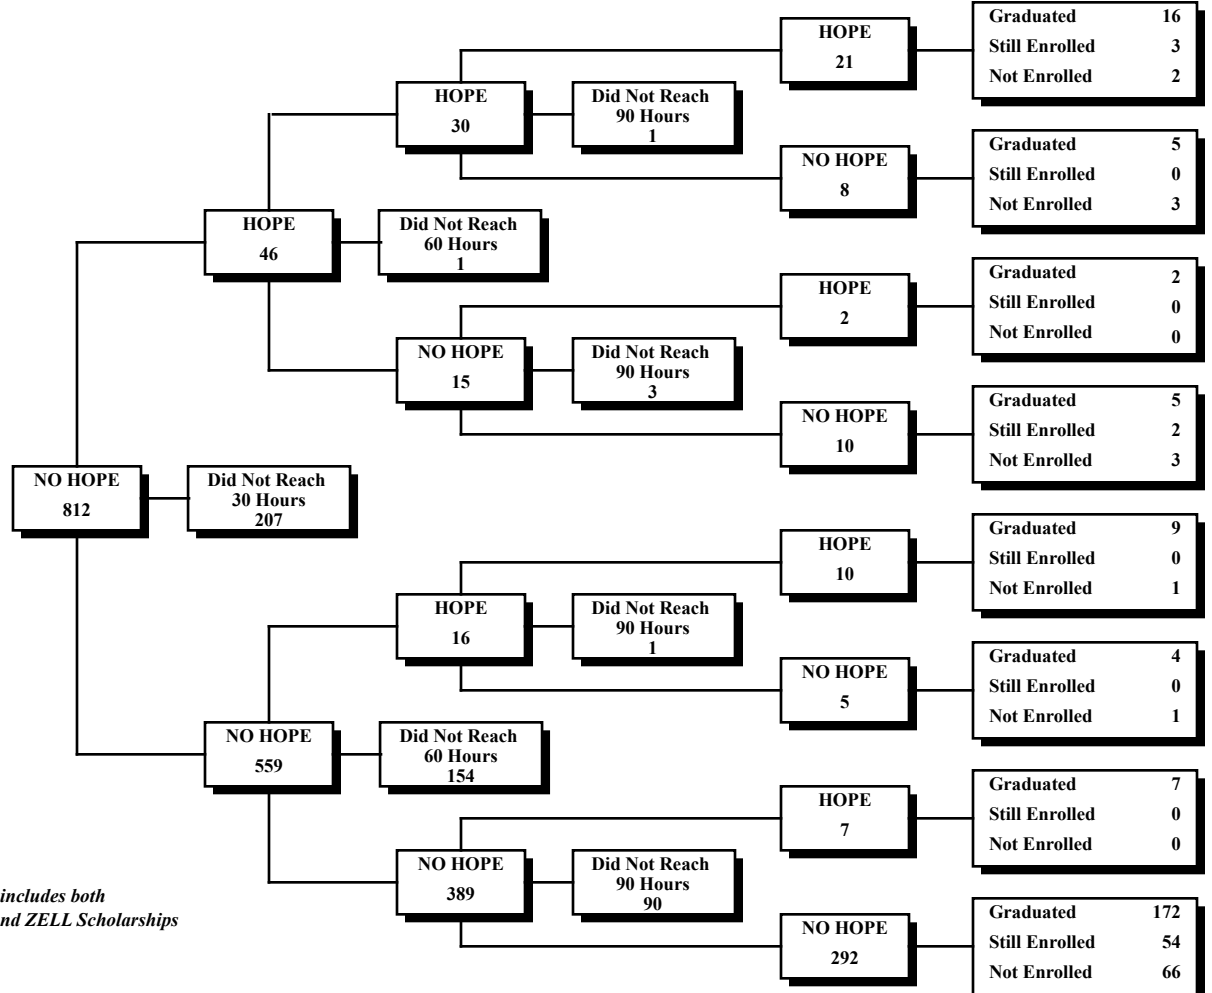 HOPE
21
Graduated 16
Still Enrolled 3
Not Enrolled 2
HOPE
30
Did Not Reach
90 Hours
1
NO HOPE
8
Graduated 5
Still Enrolled 0
Not Enrolled 3
HOPE
46
Did Not Reach
60 Hours
1
HOPE
2
Graduated 2
Still Enrolled 0
Not Enrolled 0
NO HOPE
15
Did Not Reach
90 Hours
3
NO HOPE
10
Graduated 5
Still Enrolled 2
Not Enrolled 3
NO HOPE
812
Did Not Reach
30 Hours
207
HOPE
10
Graduated 9
Still Enrolled 0
Not Enrolled 1
HOPE
16
Did Not Reach
90 Hours
1
NO HOPE
5
Graduated 4
Still Enrolled 0
Not Enrolled 1
NO HOPE
559
Did Not Reach
60 Hours
154
HOPE
7
Graduated 7
Still Enrolled 0
Not Enrolled 0
NO HOPE
389
Did Not Reach
90 Hours
90
NO HOPE
292
Graduated 172
Still Enrolled 54
Not Enrolled 66
includes both
nd ZELL Scholarships